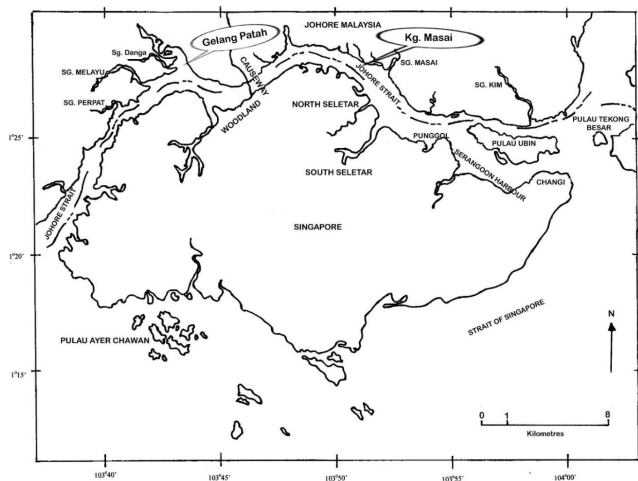 JOHORE MALAYSIA
Gelang Patah
Kg. Masai
Sg. Danga
SG. MELAYU
SG. PERPAT
CAUSEWAY
WOODLAND
JOHORE STRAIT
SG. MASAI
SG. KIM
NORTH SELETAR
PUNGGOL
PULAU UBIN
PULAU TEKONG
BESAR
1°25'
SOUTH SELETAR
SERANGOON HARBOUR
CHANGI
JOHORE STRAIT
SINGAPORE
1°20'
STRAIT OF SINGAPORE
PULAU AYER CHAWAN
N
1°15'
0 1 8
Kilometres
103°40' 103°45' 103°50' 103°55' 104°00'